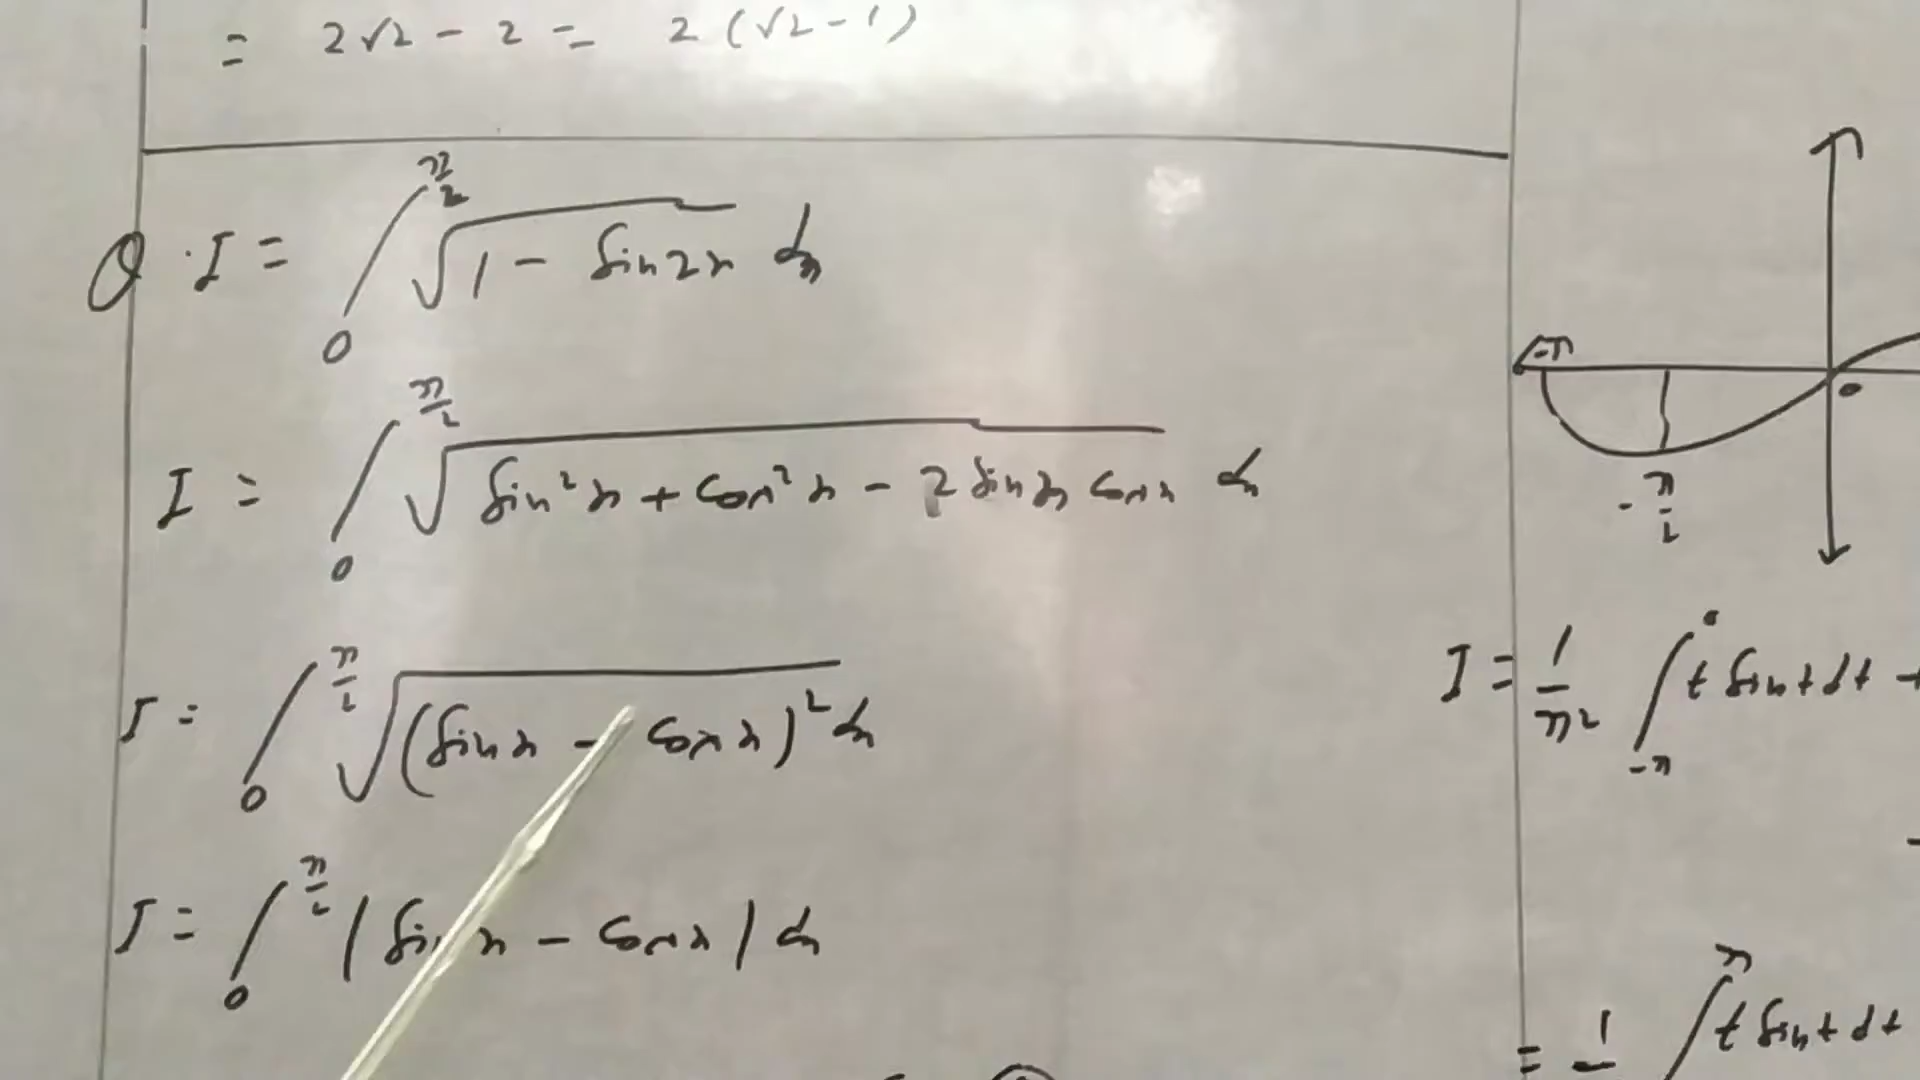 = 2√2 - 2 = 2(√2 - 1)
Q. I = ∫₀^{π/2} √(1 - sin2x) dx
I = ∫₀^{π/2} √(sin²x + cos²x - 2 sinx cosx) dx
I = ∫₀^{π/2} √((sinx - cosx)²) dx
I = ∫₀^{π/2} |sinx - cosx| dx
-π
0
-π/2
I = 1/π² ∫_{-π}^{0} t sint dt +
= 1
∫^{π} t sint dt